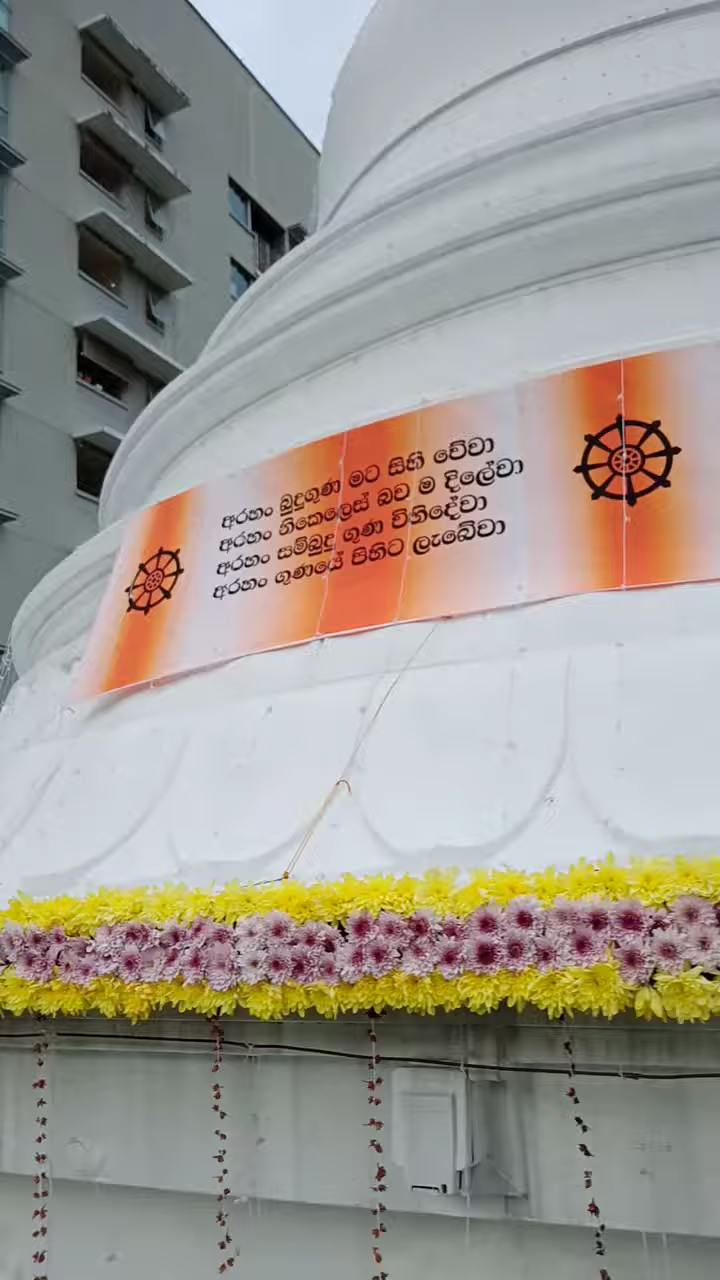 අරහං බුදුගුණ මට සිහි වේවා
අරහං නිකෙලෙස් බව ම දිලේවා
අරහං සම්බුදු ගුණ විහිදේවා
අරහං ගුණයේ පිහිට ලැබේවා